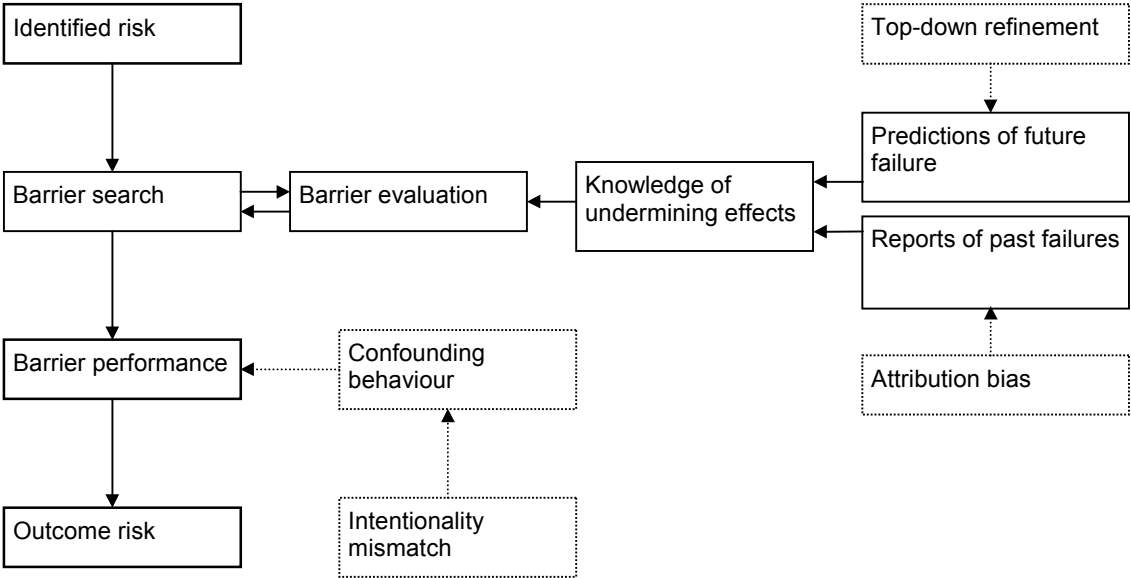 Identified risk
Top-down refinement
Predictions of future
failure
Barrier search
Barrier evaluation
Knowledge of
undermining effects
Reports of past failures
Barrier performance
Confounding
behaviour
Attribution bias
Outcome risk
Intentionality
mismatch